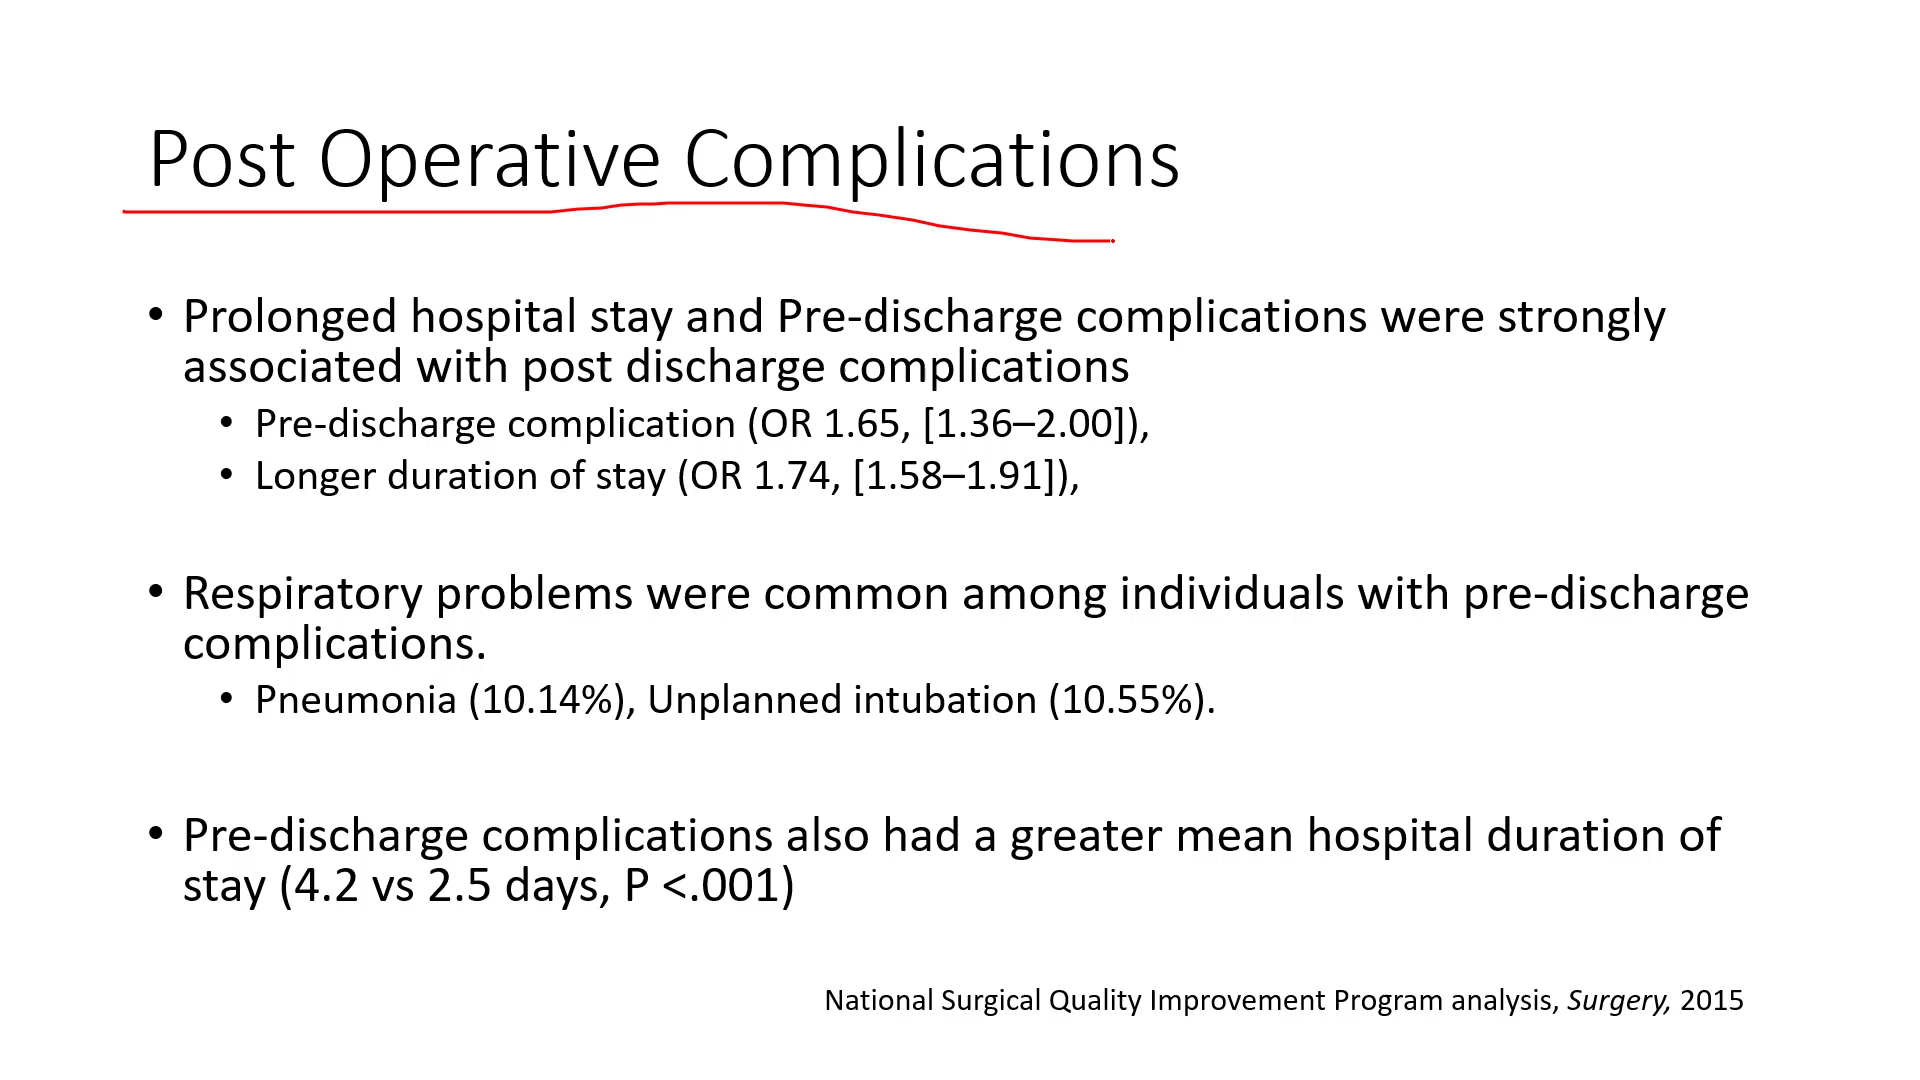 Post Operative Complications
• Prolonged hospital stay and Pre-discharge complications were strongly
associated with post discharge complications
• Pre-discharge complication (OR 1.65, [1.36–2.00]),
• Longer duration of stay (OR 1.74, [1.58–1.91]),
• Respiratory problems were common among individuals with pre-discharge
complications.
• Pneumonia (10.14%), Unplanned intubation (10.55%).
• Pre-discharge complications also had a greater mean hospital duration of
stay (4.2 vs 2.5 days, P <.001)
National Surgical Quality Improvement Program analysis, Surgery, 2015